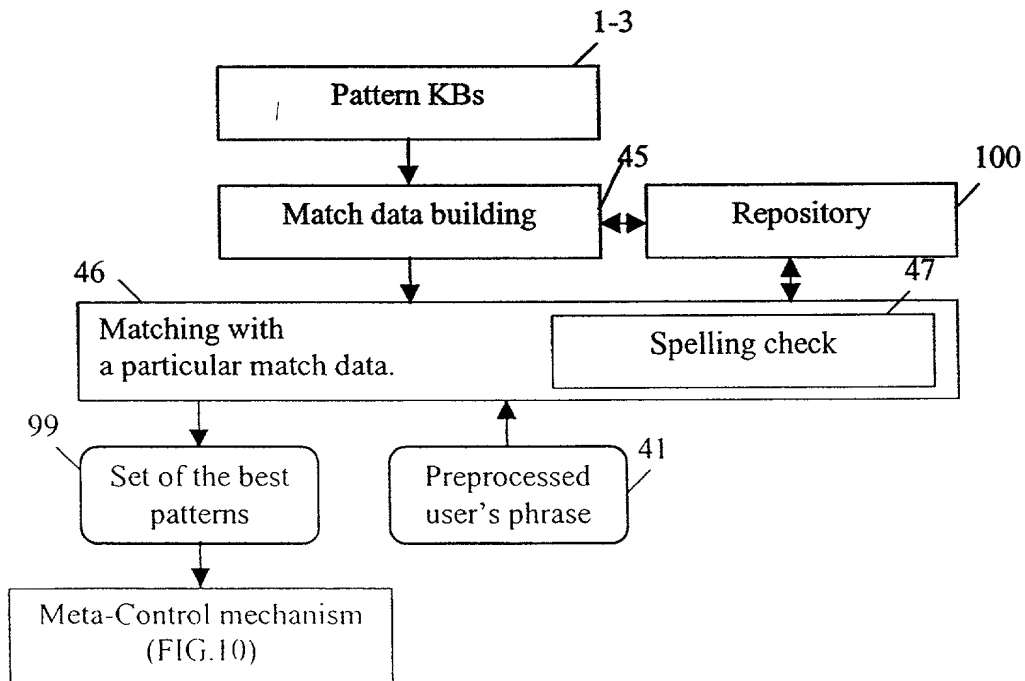 1-3
Pattern KBs
45
100
Match data building
Repository
46
47
Matching with
a particular match data.
Spelling check
99
41
Set of the best
patterns
Preprocessed
user's phrase
Meta-Control mechanism
(FIG.10)